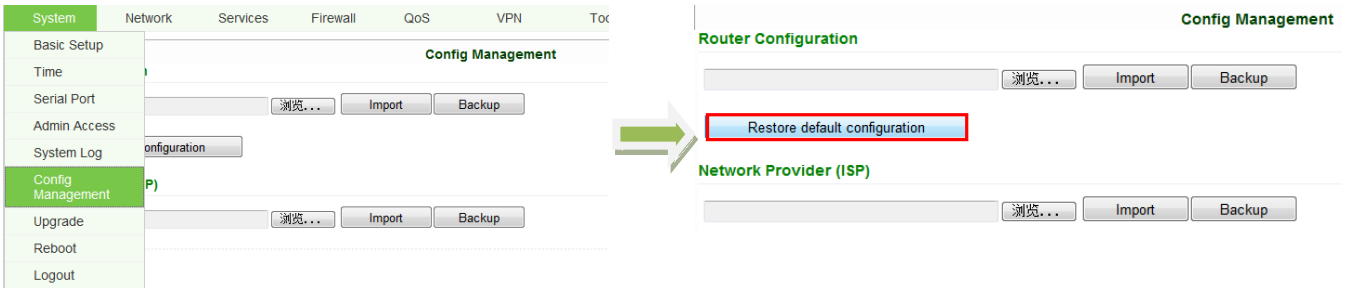 System Network Services Firewall QoS VPN Too
Basic Setup
Time
Serial Port
Admin Access
System Log
Config
Management
Upgrade
Reboot
Logout
Config Management
浏览... Import Backup
onfiguration
P)
浏览... Import Backup
Config Management
Router Configuration
浏览... Import Backup
Restore default configuration
Network Provider (ISP)
浏览... Import Backup